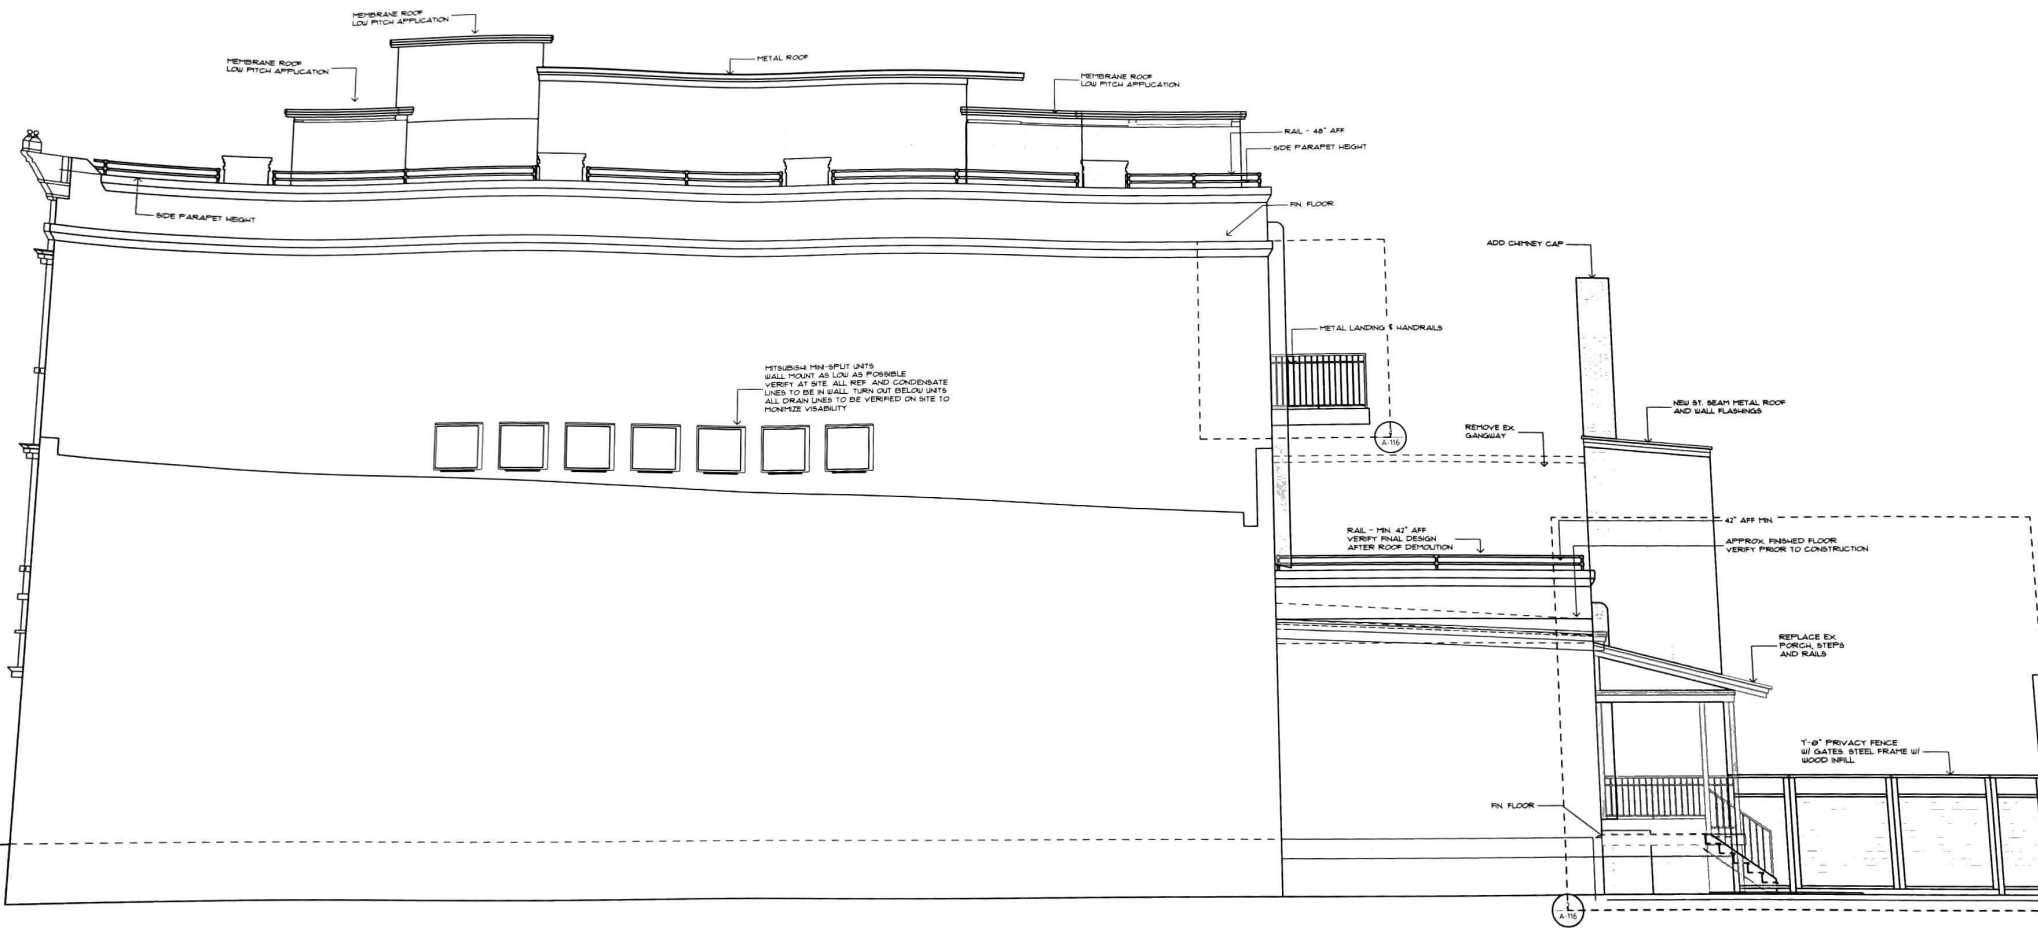 MEMBRANE ROOF
LOW PITCH APPLICATION
MEMBRANE ROOF
LOW PITCH APPLICATION
METAL ROOF
MEMBRANE ROOF
LOW PITCH APPLICATION
RAIL - 48" AFF
SIDE PARAPET HEIGHT
SIDE PARAPET HEIGHT
FIN. FLOOR
ADD CHIMNEY CAP
METAL LANDING & HANDRAILS
MITSUBISHI MINI-SPLIT UNITS
WALL MOUNT AS LOW AS POSSIBLE
VERIFY AT SITE. ALL REF. AND CONDENSATE
LINES TO BE IN WALL. TURN OUT BELOW UNITS
ALL DRAIN LINES TO BE VERIFIED ON SITE TO
MONIMIZE VISABILITY
NEW ST. SEAM METAL ROOF
AND WALL FLASHINGS
REMOVE EX.
GANGWAY
A-116
RAIL - MIN. 42" AFF
VERIFY FINAL DESIGN
AFTER ROOF DEMOLITION
42" AFF MIN.
APPROX. FINISHED FLOOR
VERIFY PRIOR TO CONSTRUCTION
REPLACE EX.
PORCH, STEPS
AND RAILS
PRIVACY FENCE
W/ GATES. STEEL FRAME W/
WOOD INFILL
FIN. FLOOR
A-116